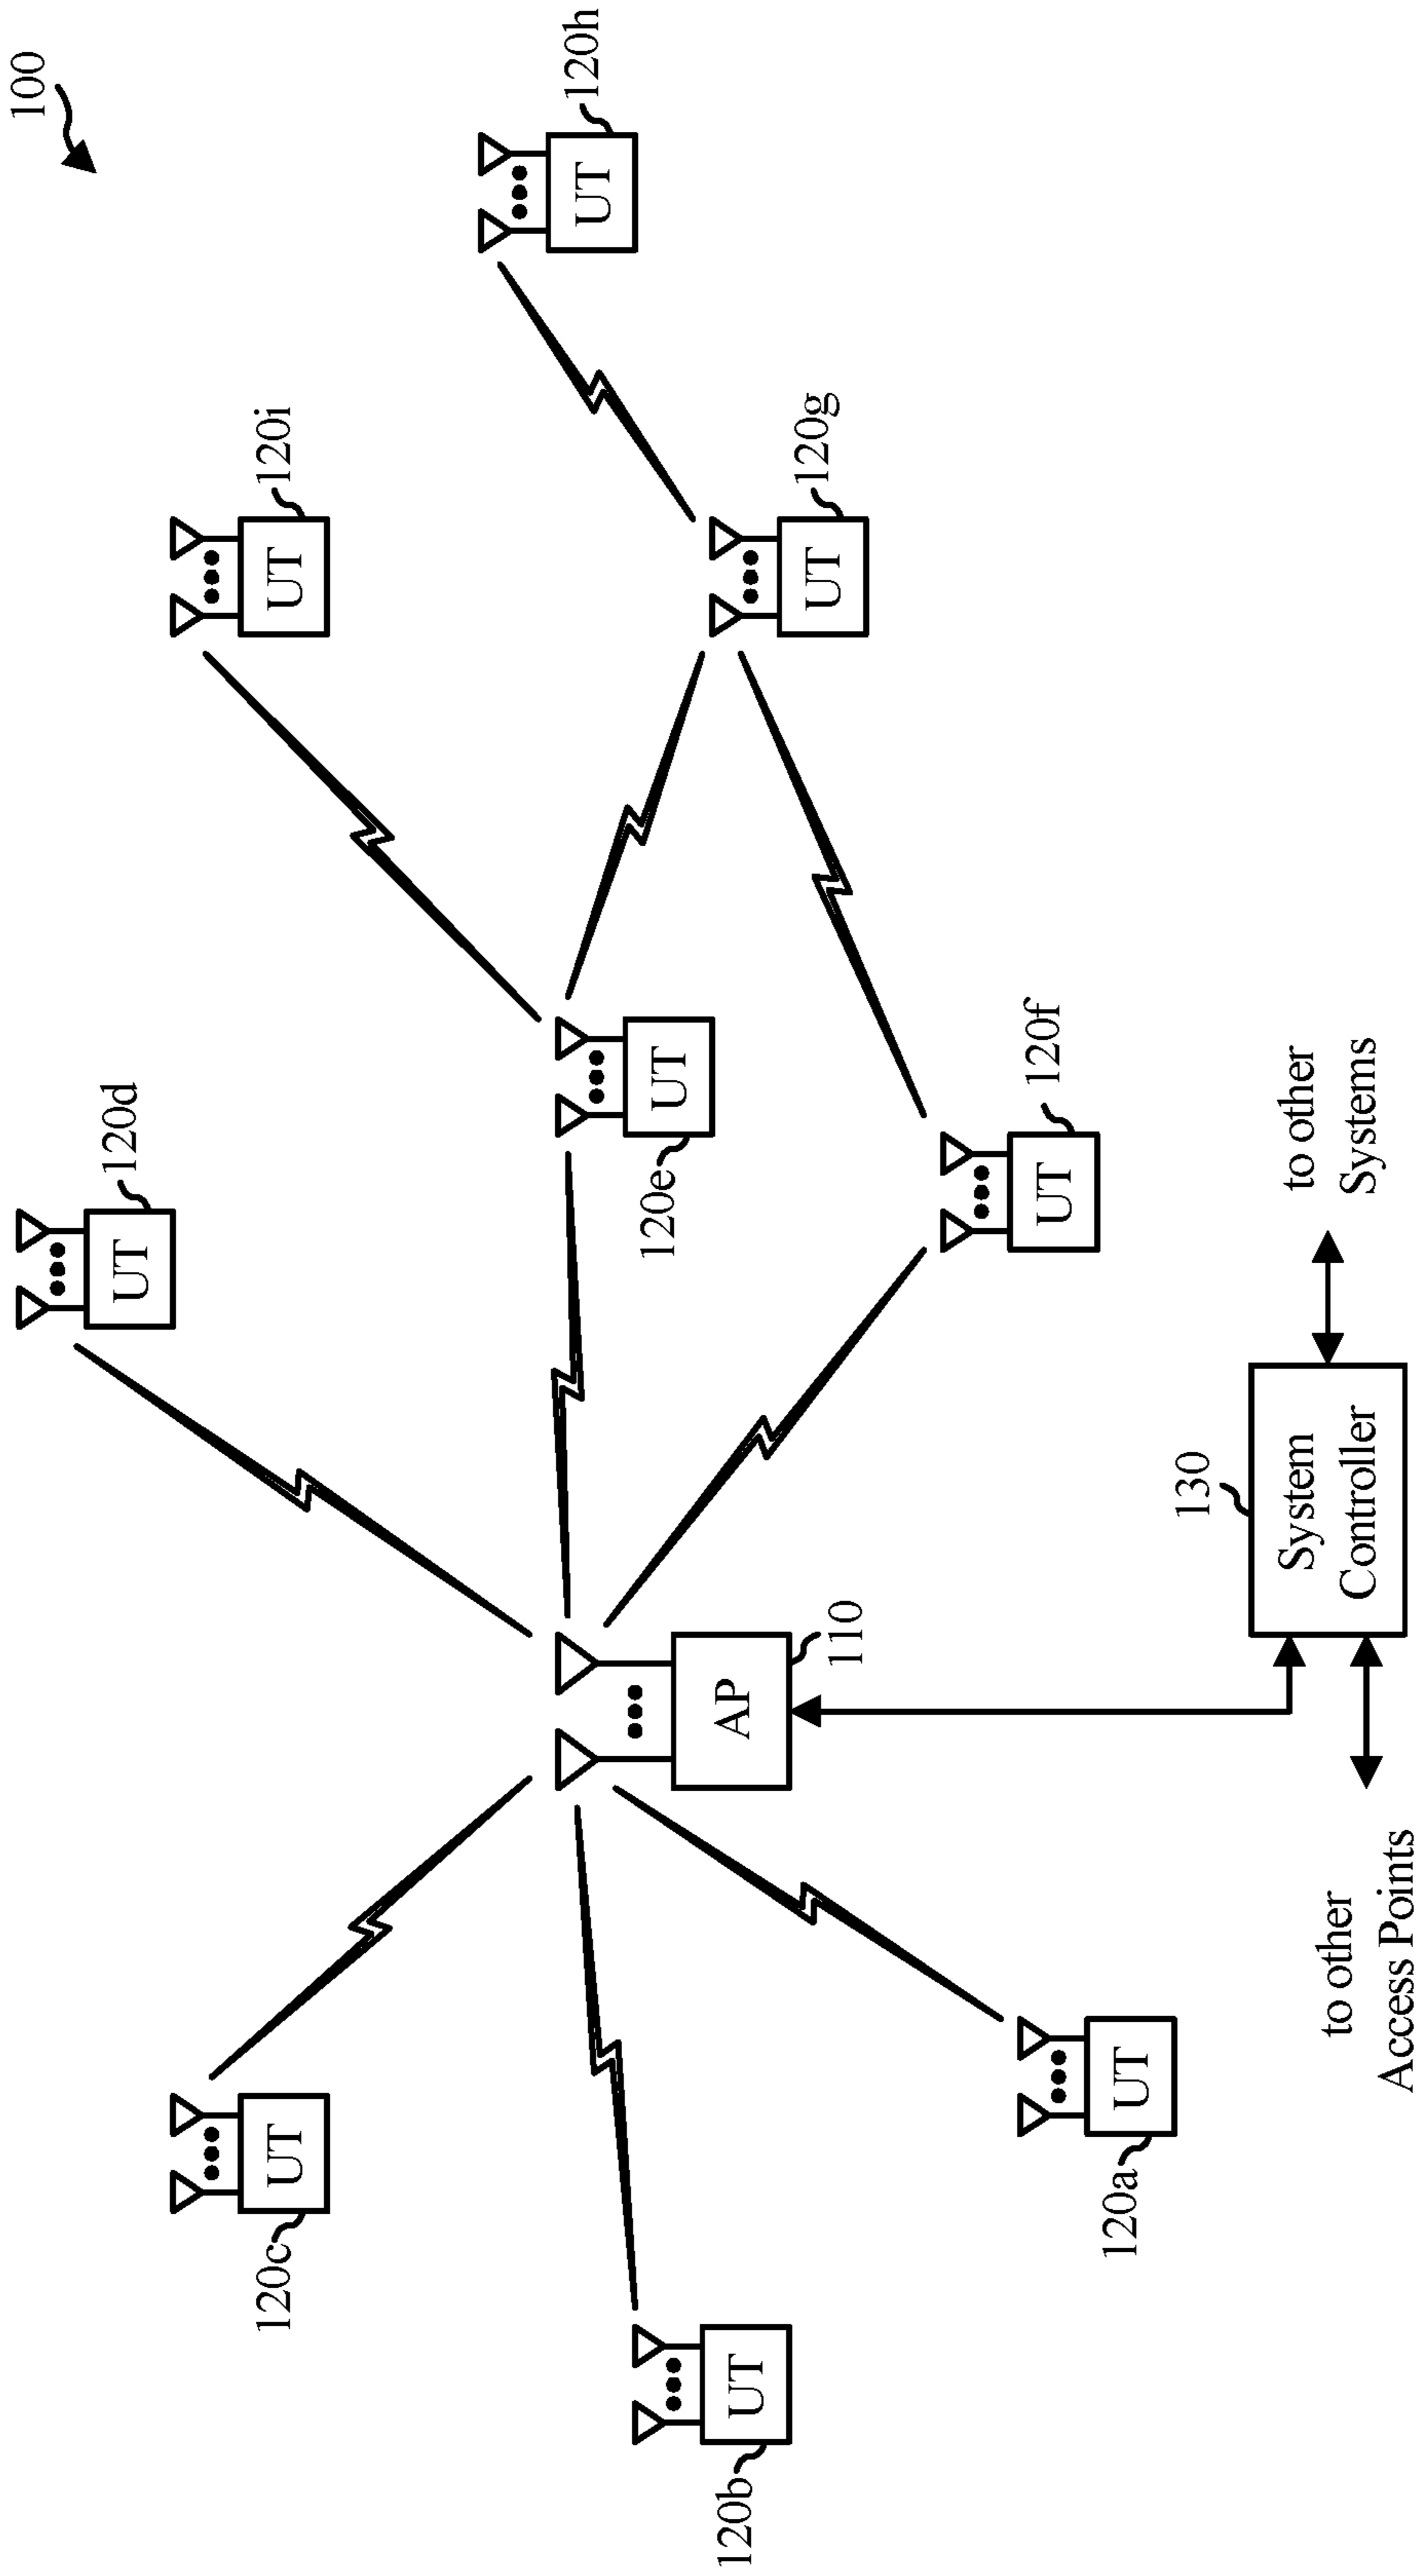 100
120d
UT
120i
UT
120h
UT
120c
UT
120e
UT
120g
UT
120b
UT
AP
110
120f
UT
120a
UT
130
System
Controller
to other
Systems
to other
Access Points